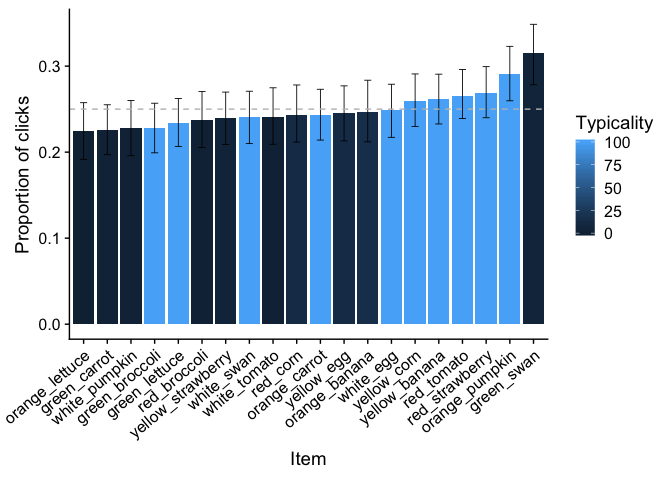 Proportion of clicks
0.3
0.2
0.1
0.0
orange_lettuce
green_carrot
white_pumpkin
green_broccoli
green_lettuce
red_broccoli
yellow_strawberry
white_swan
white_tomato
red_corn
orange_carrot
yellow_egg
orange_banana
white_egg
yellow_corn
yellow_banana
red_tomato
red_strawberry
orange_pumpkin
green_swan
Item
Typicality
100
75
50
25
0